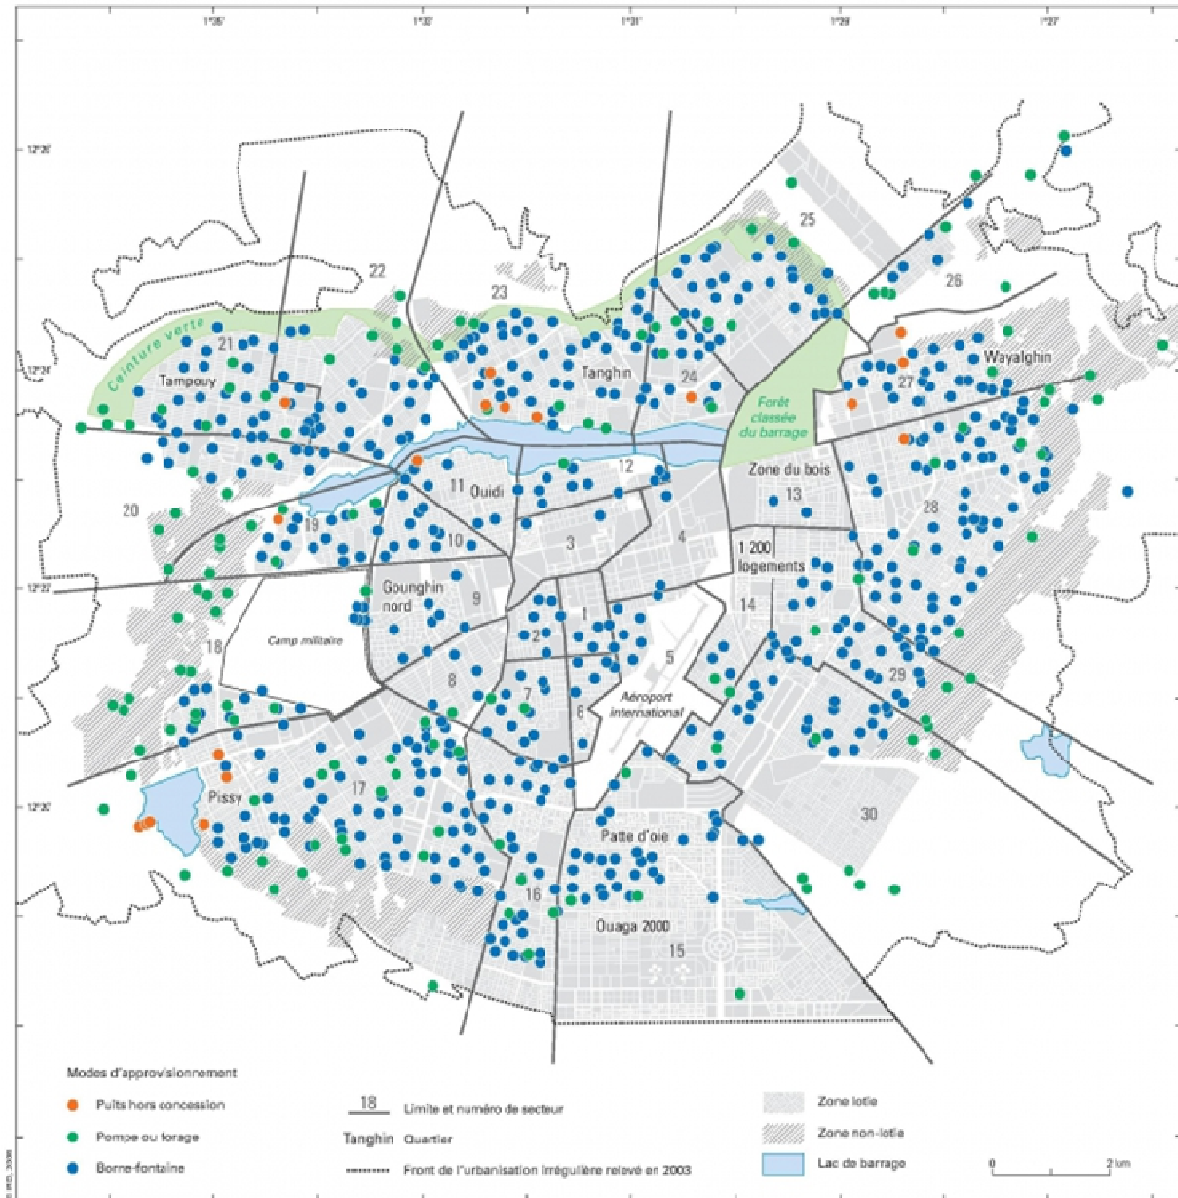 1°33'
1°31'
1°27'
12°26'
25
22
26
23
Ceinture verte
21
Tampouy
Tanghin
24
Wayalghin
27
Forêt
classée
du barrage
12
Zone du bois
11
Ouidi
13
20
28
19
3
4
10
1 200
logements
Gounghin
nord
9
14
1
2
Camp militaire
18
5
8
29
7
Aéroport
international
6
17
Pissy
30
Patte d'oie
16
Ouaga 2000
15
Modes d'approvisionnement
Puits hors concession
Pompe ou forage
Borne-fontaine
18
Limite et numéro de secteur
Tanghin Quartier
Front de l'urbanisation irrégulière relevé en 2003
Zone lotie
Zone non-lotie
Lac de barrage
0
2 km